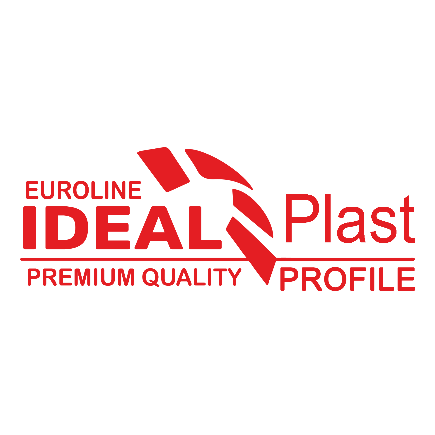 EUROLINE
IDEAL Plast
PREMIUM QUALITY PROFILE